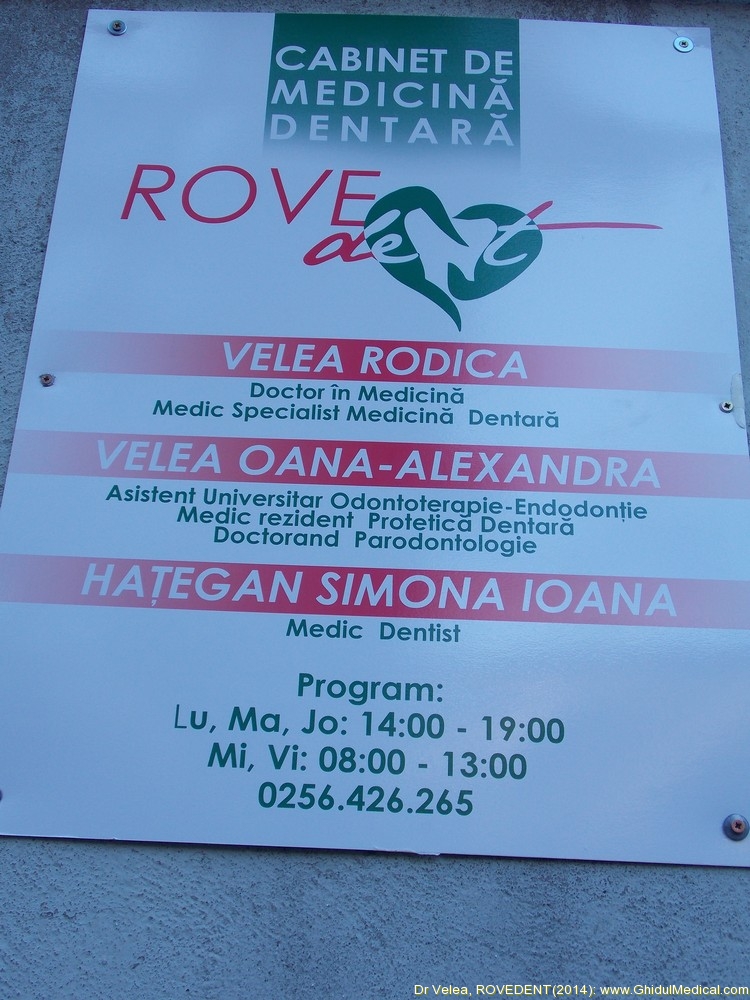 CABINET DE
MEDICINĂ
DENTARĂ
ROVE
deNt
VELEA RODICA
Doctor în Medicină
Medic Specialist Medicină Dentară
VELEA OANA-ALEXANDRA
Asistent Universitar Odontoterapie-Endodonție
Medic rezident Protetică Dentară
Doctorand Parodontologie
HAȚEGAN SIMONA IOANA
Medic Dentist
Program:
Lu, Ma, Jo: 14:00 - 19:00
Mi, Vi: 08:00 - 13:00
0256.426.265
Dr Velea, ROVEDENT(2014): www.GhidulMedical.com